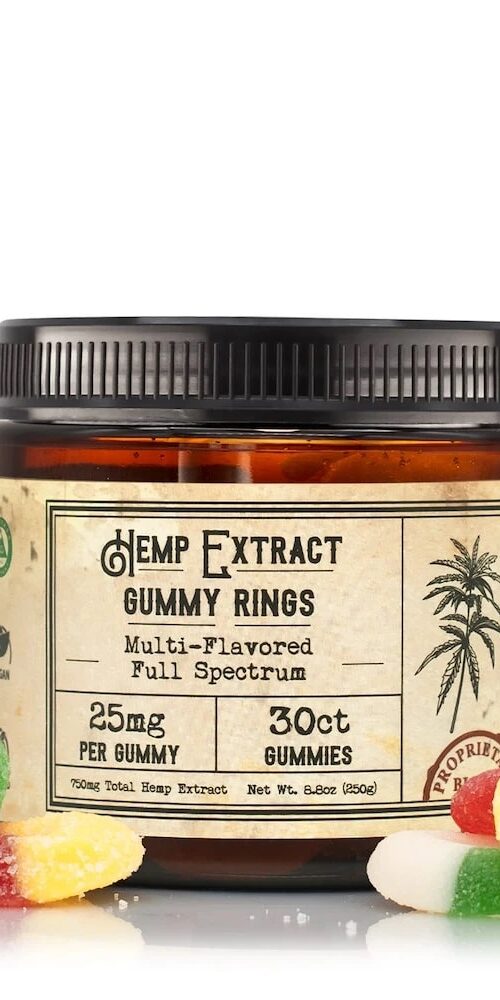 Hemp Extract
GUMMY RINGS
Multi-Flavored
Full Spectrum
25mg
PER GUMMY
30ct
GUMMIES
750mg Total Hemp Extract Net Wt. 8.8oz (250g)